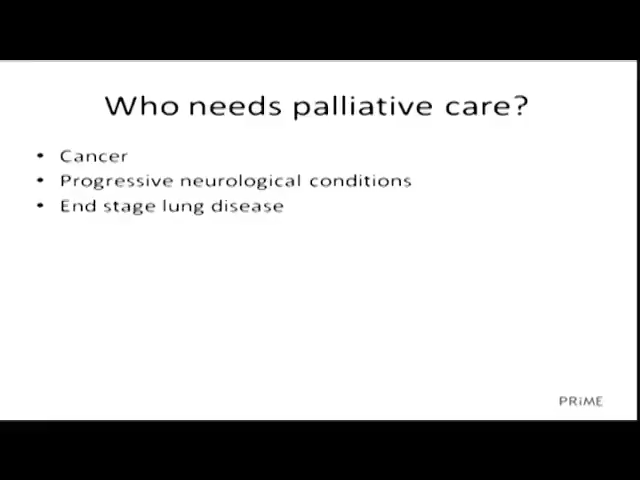 Who needs palliative care?
• Cancer
• Progressive neurological conditions
• End stage lung disease
PRiME